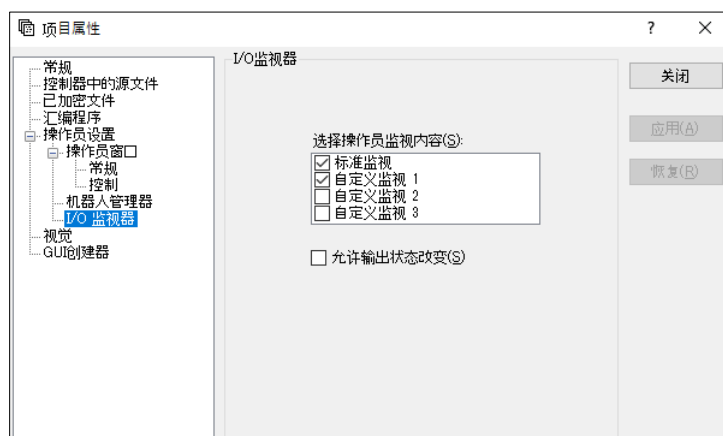 项目属性
?
×
常规
控制器中的源文件
已加密文件
汇编程序
操作员设置
操作员窗口
常规
控制
机器人管理器
I/O 监视器
视觉
GUI创建器
I/O监视器
选择操作员监视内容(S):
标准监视
自定义监视 1
自定义监视 2
自定义监视 3
允许输出状态改变(S)
关闭
应用(A)
恢复(R)